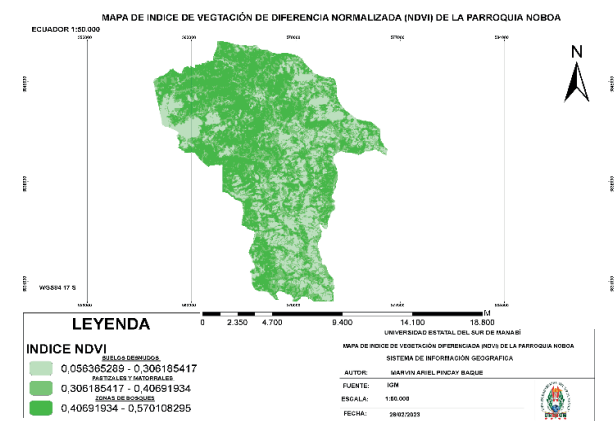 MAPA DE INDICE DE VEGTACIÓN DE DIFERENCIA NORMALIZADA (NDVI) DE LA PARROQUIA NOBOA
ECUADOR 1:50.000
N
WGS84 17 S
LEYENDA
0 2.350 4.700 9.400 14.100 18.800
M
INDICE NDVI
SUELOS DESNUDOS
0,056365289 - 0,306185417
PASTIZALES Y MATORRALES
0,306185417 - 0,40691934
ZONAS DE BOSQUES
0,40691934 - 0,570108295
UNIVERSIDAD ESTATAL DEL SUR DE MANABÍ
MAPA DE INDICE DE VEGETACIÓN DIFERENCIADA (NDVI) DE LA PARROQUIA NOBOA
SISTEMA DE INFORMACIÓN GEOGRAFICA
AUTOR: MARVIN ARIEL PINCAY BAQUE
FUENTE: IGM
ESCALA: 1:50.000
FECHA: 28/02/2023